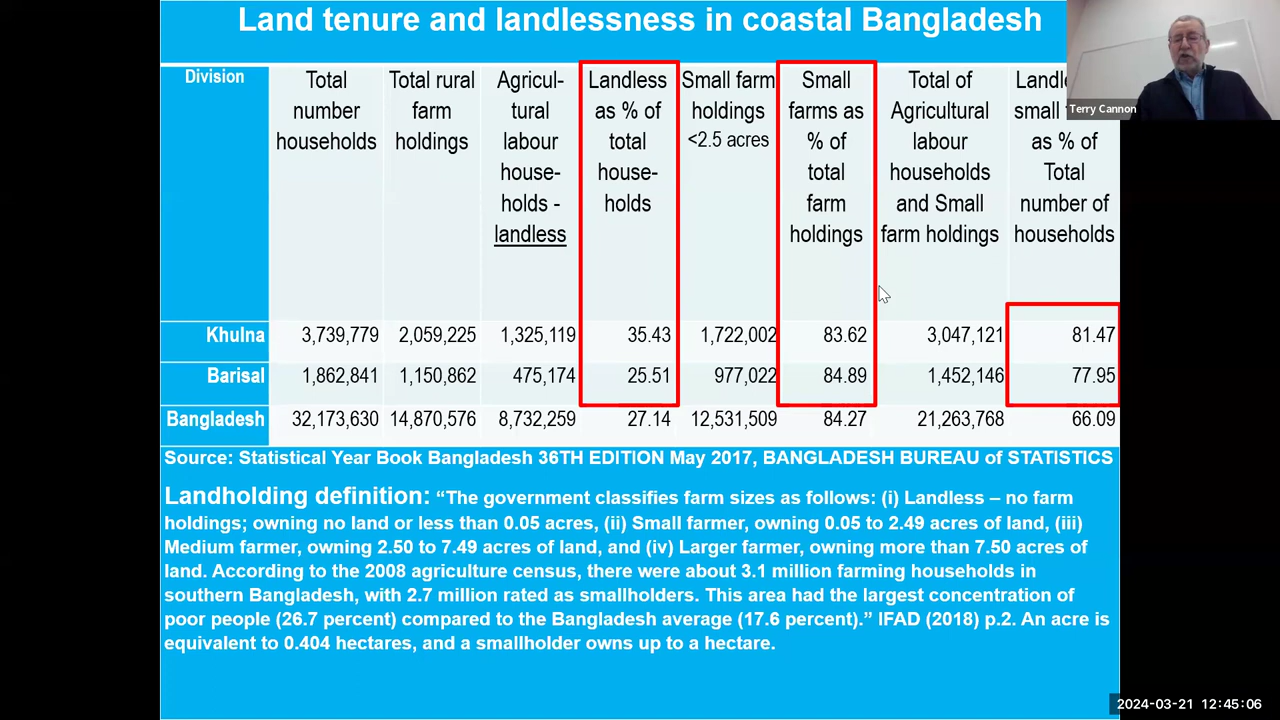 Land tenure and landlessness in coastal Bangladesh
Terry Cannon
Division
Total
number
households
Total rural
farm
holdings
Agricul-
tural
labour
house-
holds -
landless
Landless
as % of
total
house-
holds
Small farm
holdings
<2.5 acres
Small
farms as
% of
total
farm
holdings
Total of
Agricultural
labour
households
and Small
farm holdings
small
as % of
Total
number of
households
Khulna 3,739,779 2,059,225 1,325,119 35.43 1,722,002 83.62 3,047,121 81.47
Barisal 1,862,841 1,150,862 475,174 25.51 977,022 84.89 1,452,146 77.95
Bangladesh 32,173,630 14,870,576 8,732,259 27.14 12,531,509 84.27 21,263,768 66.09
Source: Statistical Year Book Bangladesh 36TH EDITION May 2017, BANGLADESH BUREAU of STATISTICS
Landholding definition: “The government classifies farm sizes as follows: (i) Landless – no farm
holdings; owning no land or less than 0.05 acres, (ii) Small farmer, owning 0.05 to 2.49 acres of land, (iii)
Medium farmer, owning 2.50 to 7.49 acres of land, and (iv) Larger farmer, owning more than 7.50 acres of
land. According to the 2008 agriculture census, there were about 3.1 million farming households in
southern Bangladesh, with 2.7 million rated as smallholders. This area had the largest concentration of
poor people (26.7 percent) compared to the Bangladesh average (17.6 percent).” IFAD (2018) p.2. An acre is
equivalent to 0.404 hectares, and a smallholder owns up to a hectare.
2024-03-21 12:45:06